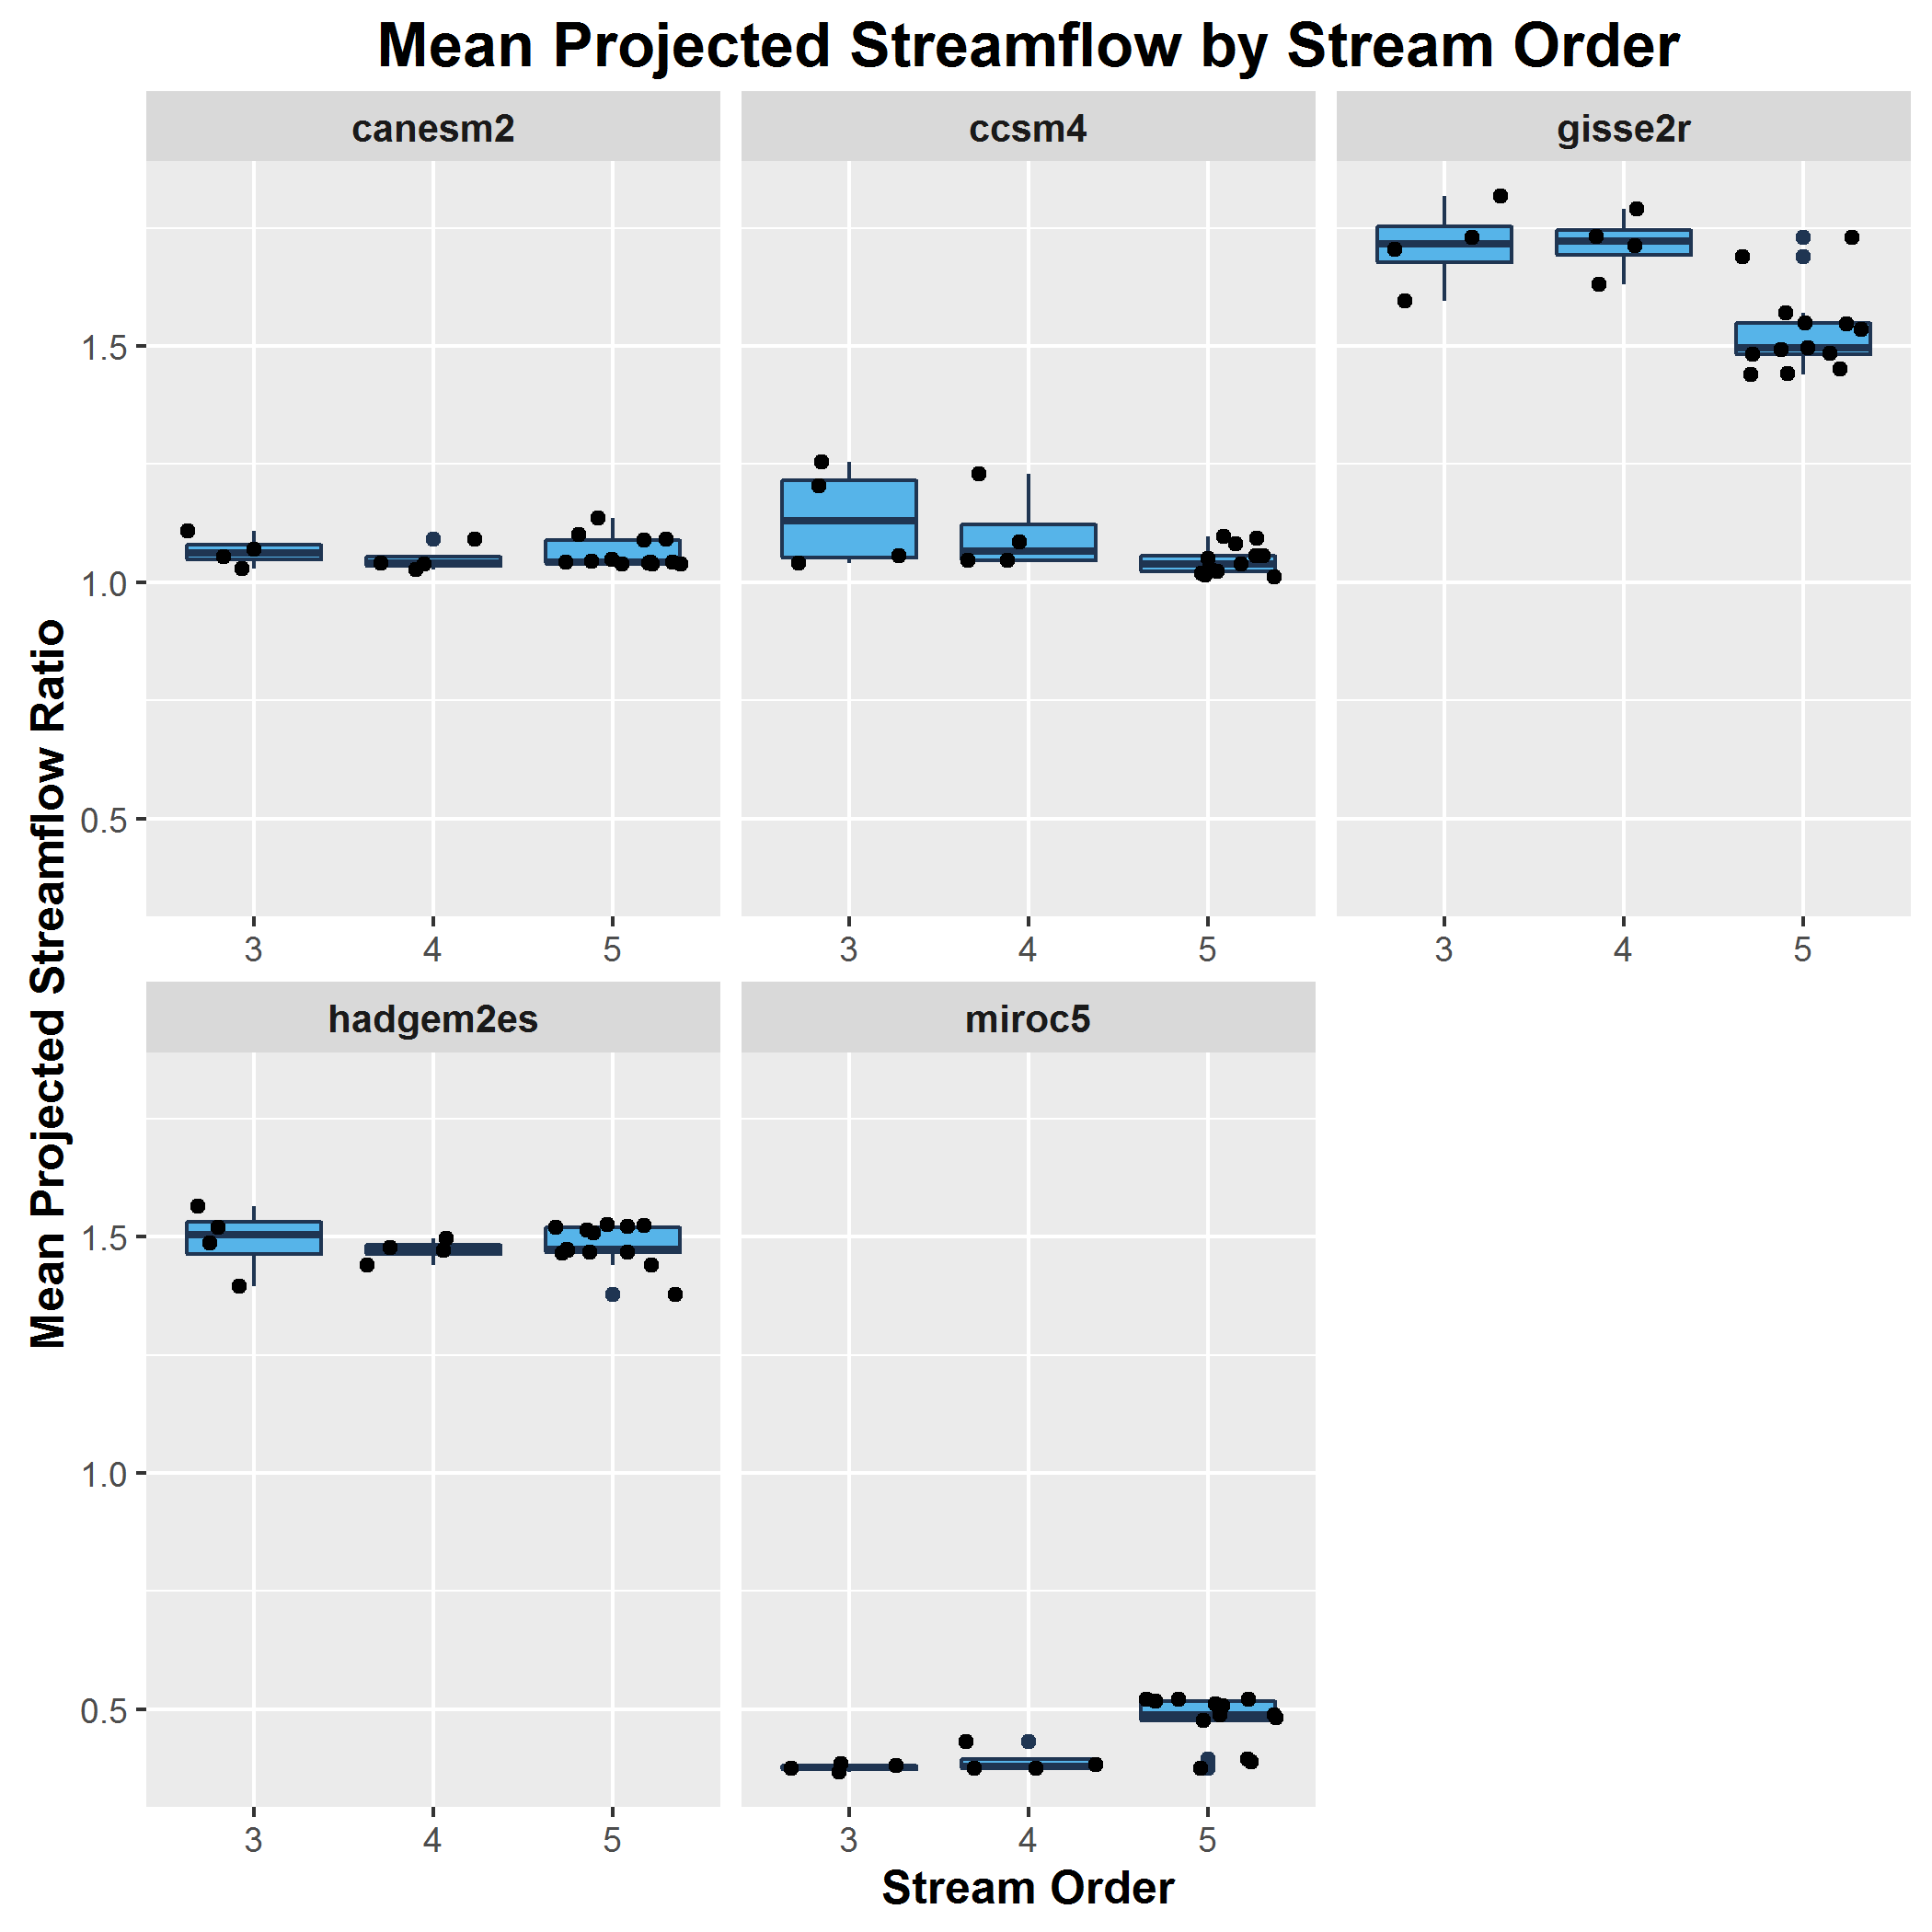 Mean Projected Streamflow by Stream Order
canesm2 ccsm4 gisse2r
Mean Projected Streamflow Ratio
1.5
1.0
0.5
3 4 5 3 4 5 3 4 5
hadgem2es miroc5
1.5
1.0
0.5
3 4 5 3 4 5
Stream Order